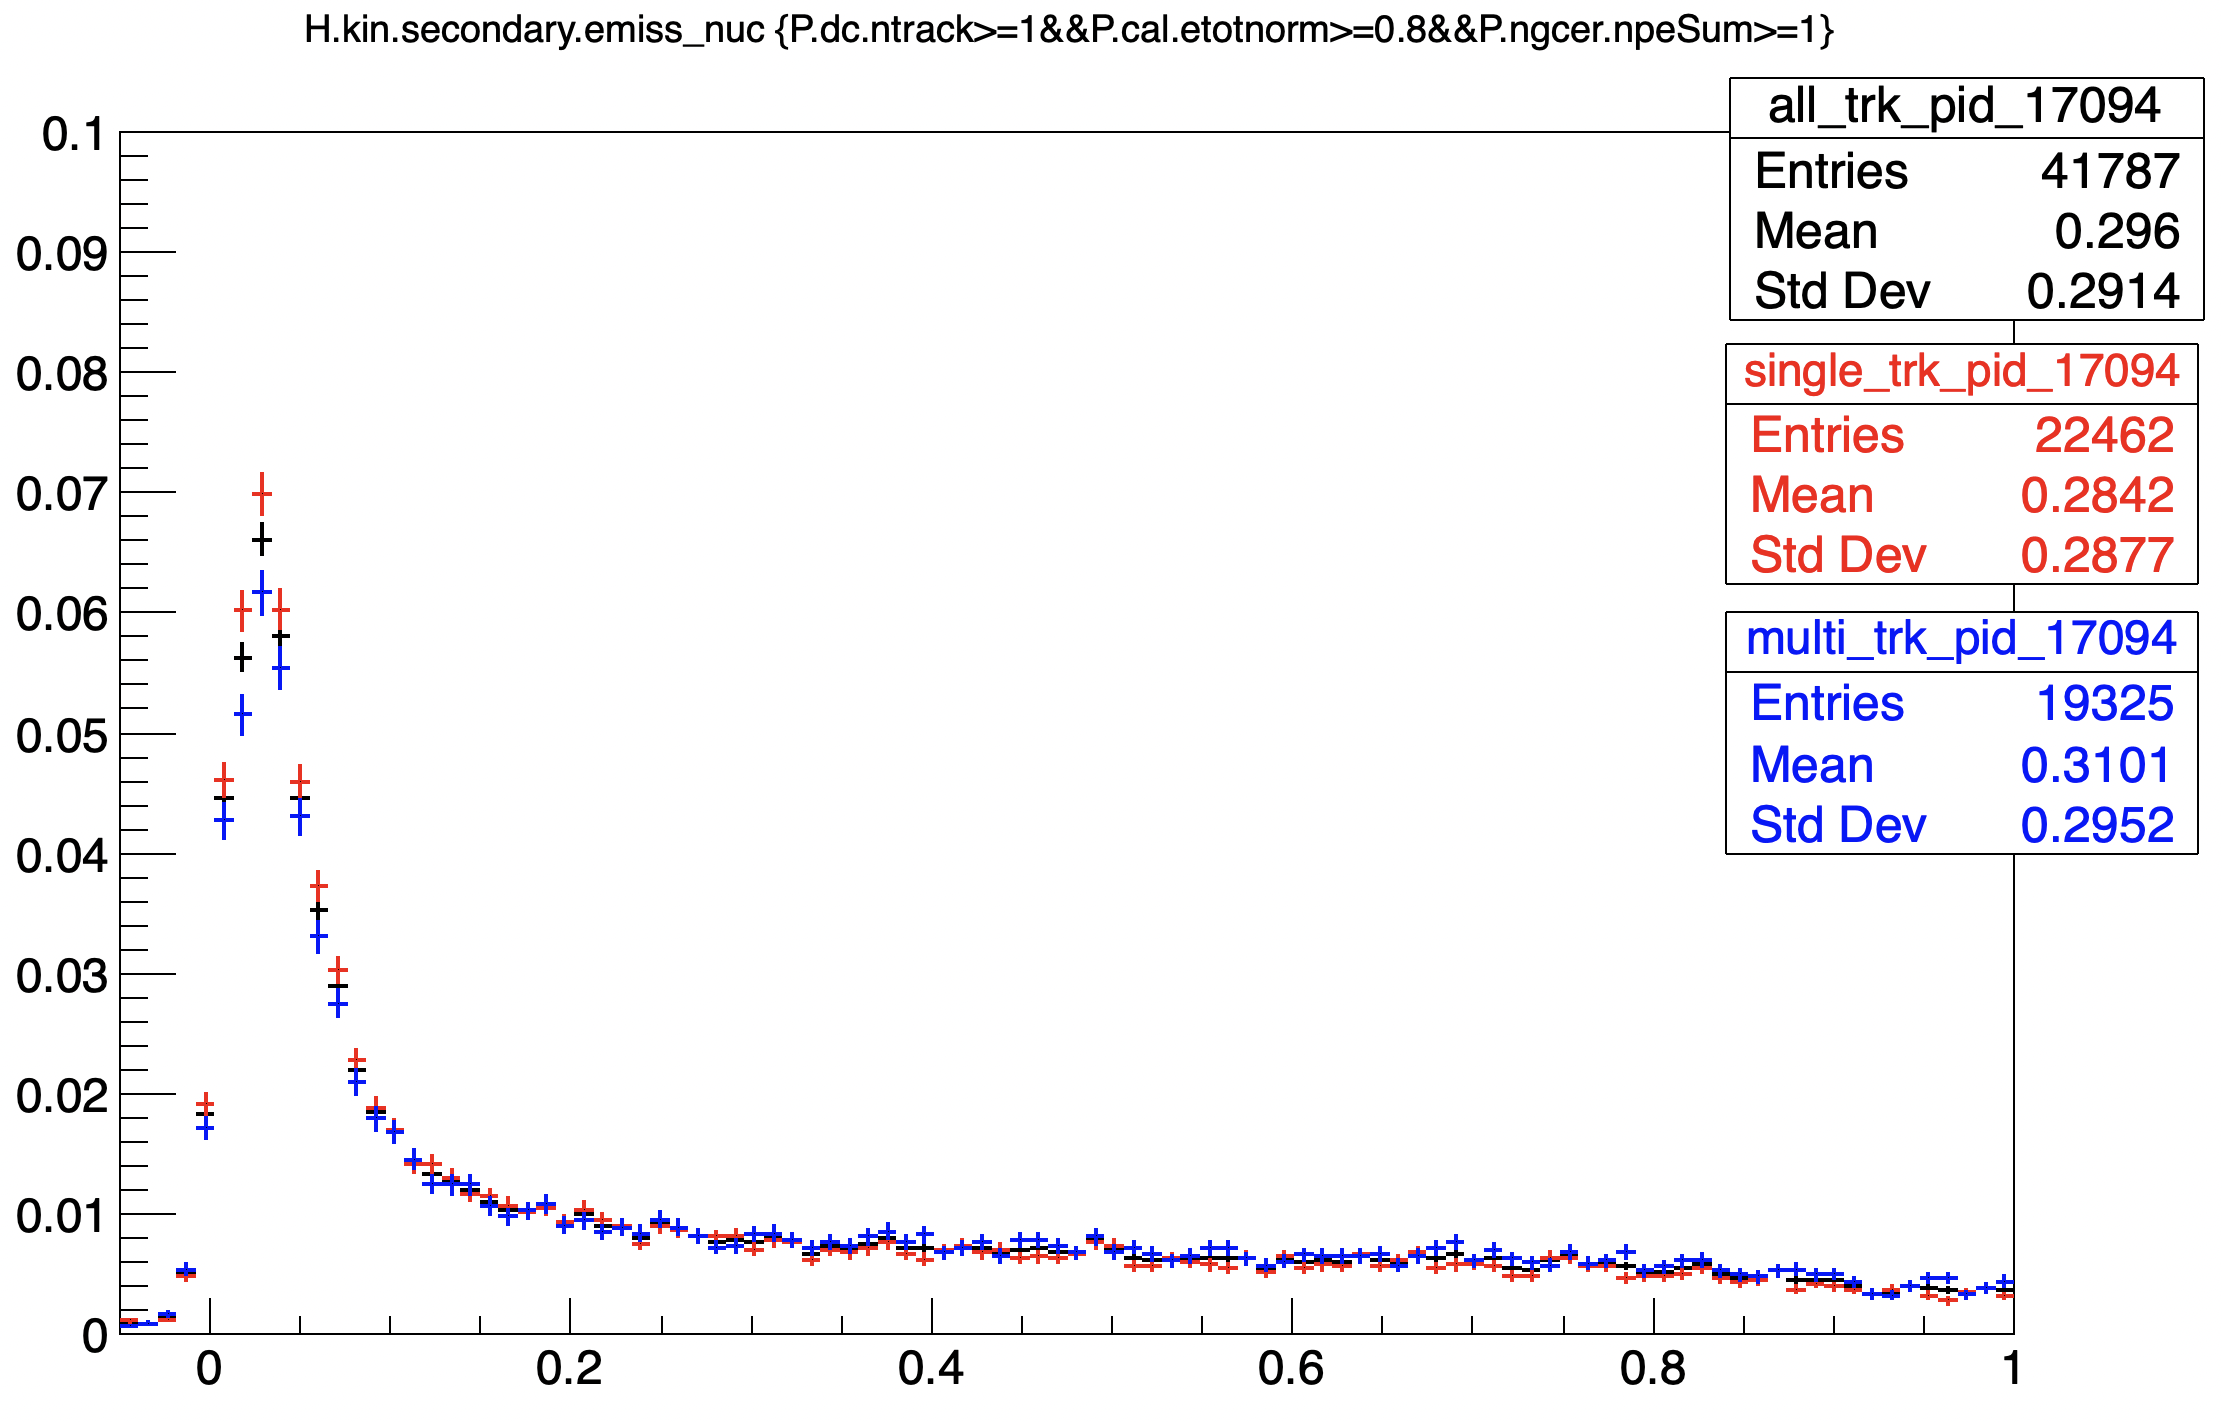 H.kin.secondary.emiss_nuc {P.dc.ntrack>=1&&P.cal.etotnorm>=0.8&&P.ngcer.npeSum>=1}
all_trk_pid_17094
Entries 41787
Mean 0.296
Std Dev 0.2914
single_trk_pid_17094
Entries 22462
Mean 0.2842
Std Dev 0.2877
multi_trk_pid_17094
Entries 19325
Mean 0.3101
Std Dev 0.2952
0.1
0.09
0.08
0.07
0.06
0.05
0.04
0.03
0.02
0.01
0
0 0.2 0.4 0.6 0.8 1